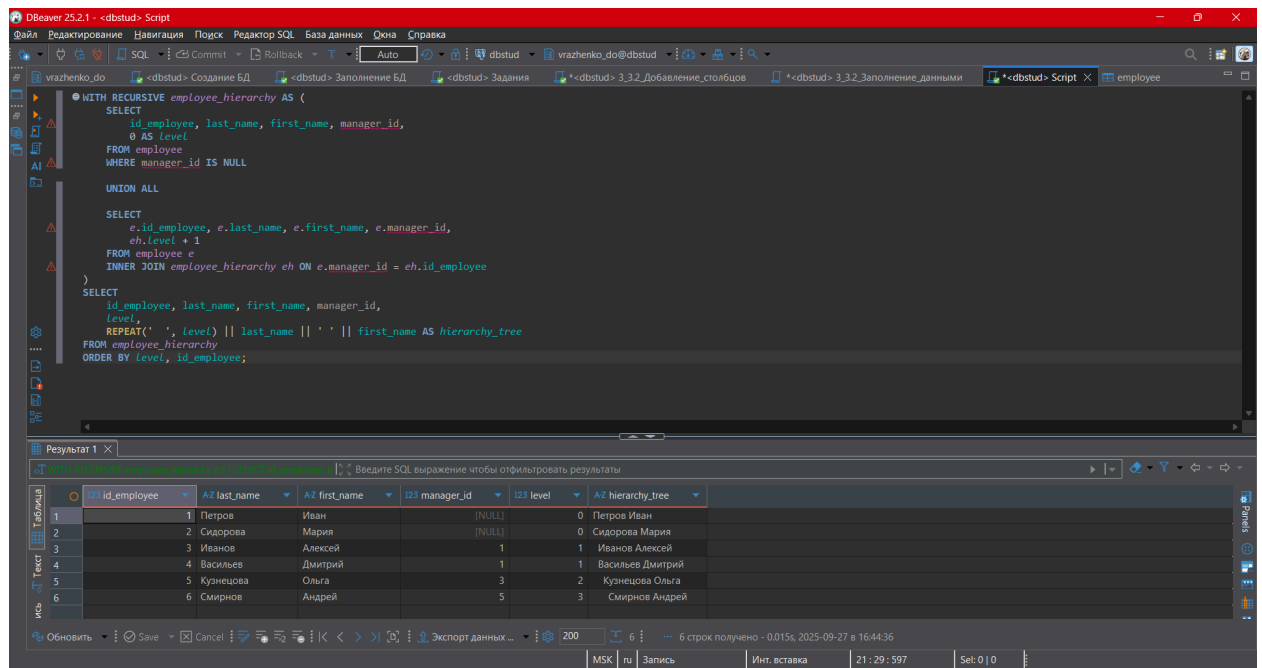 DBeaver 25.2.1 - <dbstud> Script
Файл Редактирование Навигация Поиск Редактор SQL База данных Окна Справка
SQL Commit Rollback T Auto dbstud vrazhenko_do@dbstud
vrazhenko_do <dbstud> Создание БД <dbstud> Заполнение БД <dbstud> Задания *<dbstud> 3_3.2_Добавление_столбцов *<dbstud> 3_3.2_Заполнение_данными *<dbstud> Script employee
WITH RECURSIVE employee_hierarchy AS (
SELECT
id_employee, last_name, first_name, manager_id,
0 AS level
FROM employee
WHERE manager_id IS NULL
AI
UNION ALL
SELECT
e.id_employee, e.last_name, e.first_name, e.manager_id,
eh.level + 1
FROM employee e
INNER JOIN employee_hierarchy eh ON e.manager_id = eh.id_employee
)
SELECT
id_employee, last_name, first_name, manager_id,
level,
REPEAT('  ', level) || last_name || ' ' || first_name AS hierarchy_tree
FROM employee_hierarchy
ORDER BY level, id_employee;
Результат 1
Введите SQL выражение чтобы отфильтровать результаты
123 id_employee A-Z last_name A-Z first_name 123 manager_id 123 level A-Z hierarchy_tree
1 1 Петров Иван [NULL] 0 Петров Иван
2 2 Сидорова Мария [NULL] 0 Сидорова Мария
3 3 Иванов Алексей 1 1 Иванов Алексей
4 4 Васильев Дмитрий 1 1 Васильев Дмитрий
5 5 Кузнецова Ольга 3 2 Кузнецова Ольга
6 6 Смирнов Андрей 5 3 Смирнов Андрей
Таблица
Текст
ись
Panels
Обновить Save Cancel Экспорт данных ... 200 6 ... 6 строк получено - 0.015s, 2025-09-27 в 16:44:36
MSK ru Запись Инт. вставка 21 : 29 : 597 Sel: 0 | 0